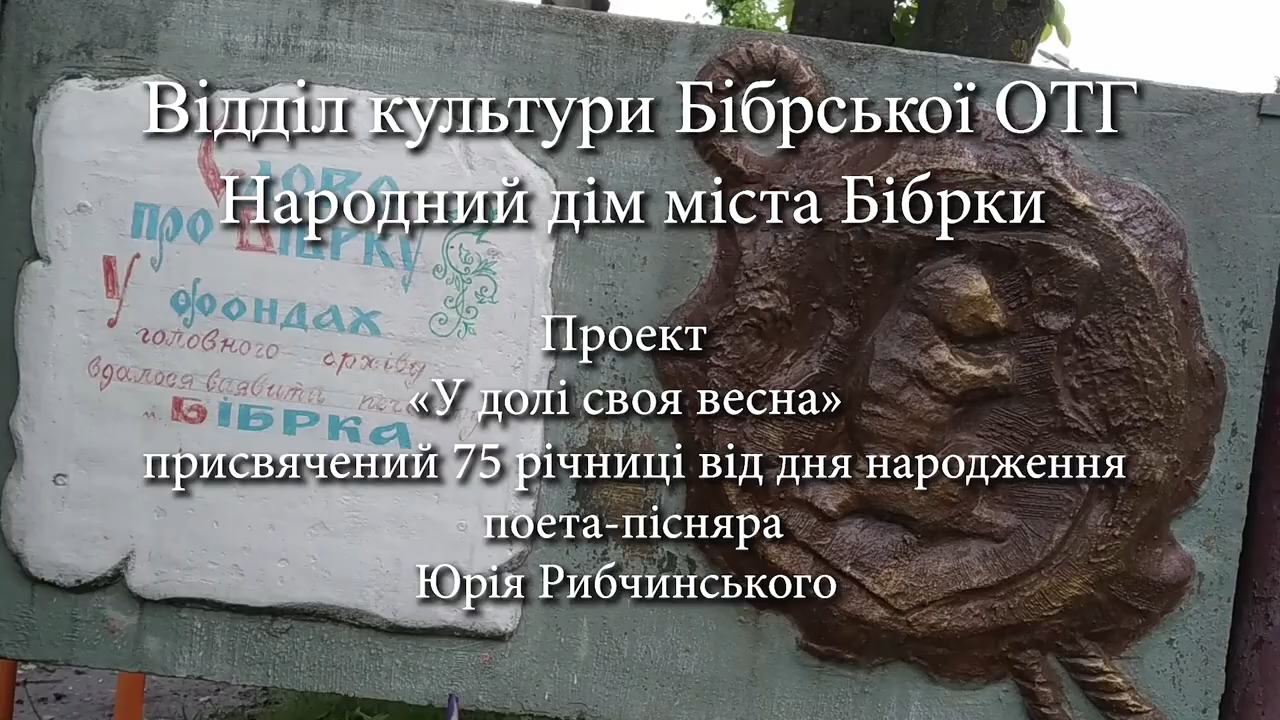 Відділ культури Бібрської ОТГ
Народний дім міста Бібрки
Проект
«У долі своя весна»
присвячений 75 річниці від дня народження
поета-пісняра
Юрія Рибчинського
Слово
про Бібрку
У фондах
головного архіву
вдалося виявити
м. Бібрка